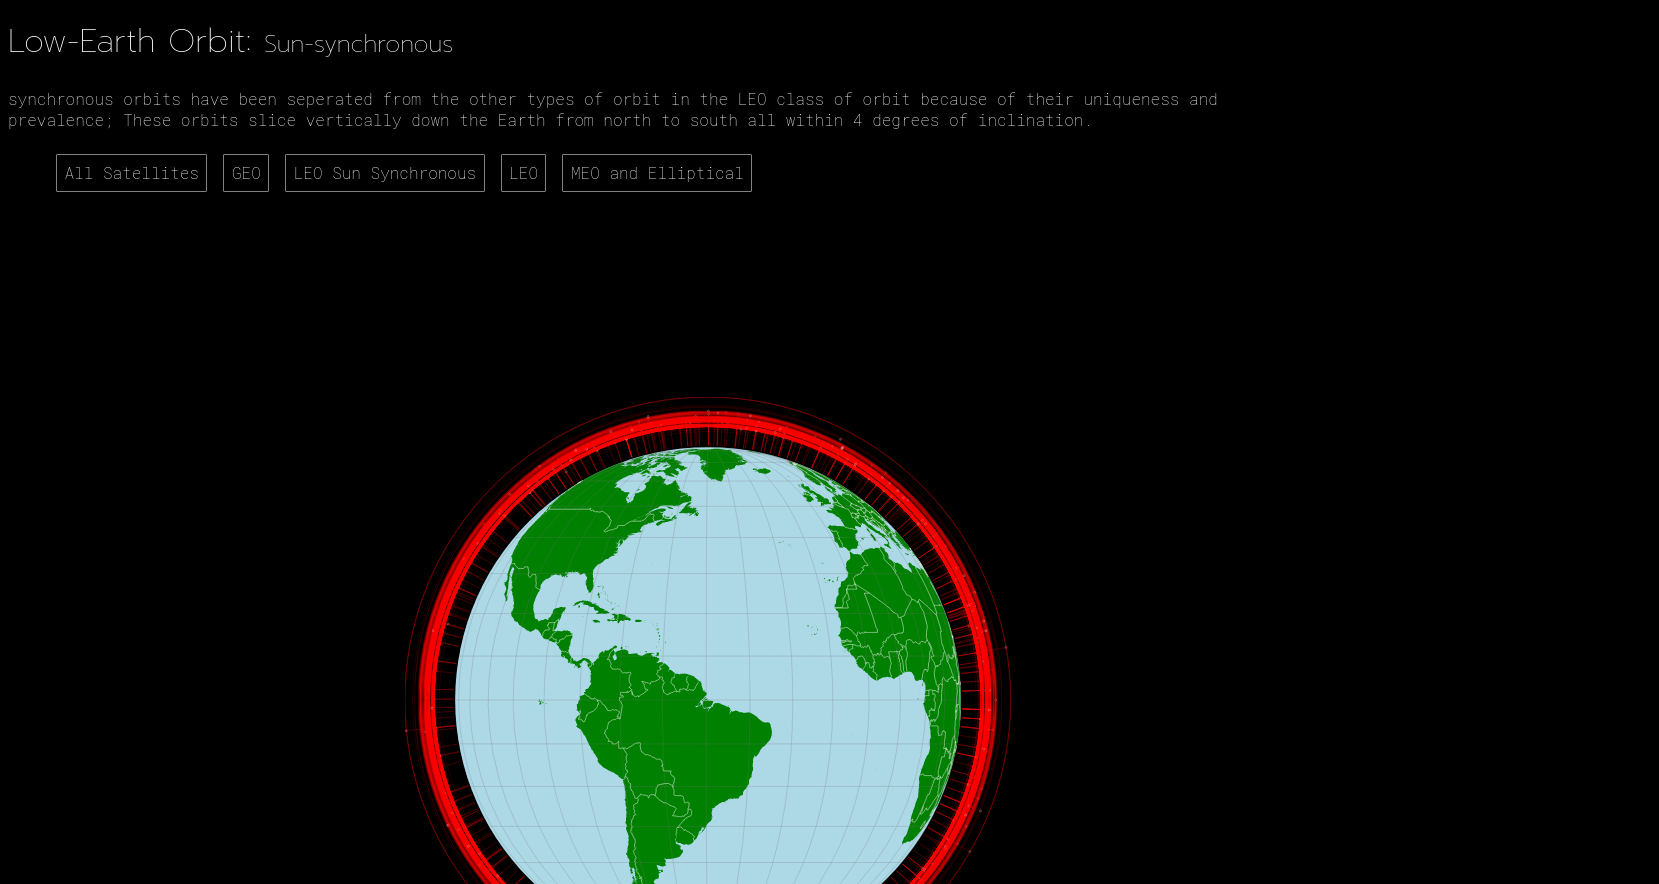 Low-Earth Orbit: Sun-synchronous
synchronous orbits have been seperated from the other types of orbit in the LEO class of orbit because of their uniqueness and
prevalence; These orbits slice vertically down the Earth from north to south all within 4 degrees of inclination.
All Satellites GEO LEO Sun Synchronous LEO MEO and Elliptical